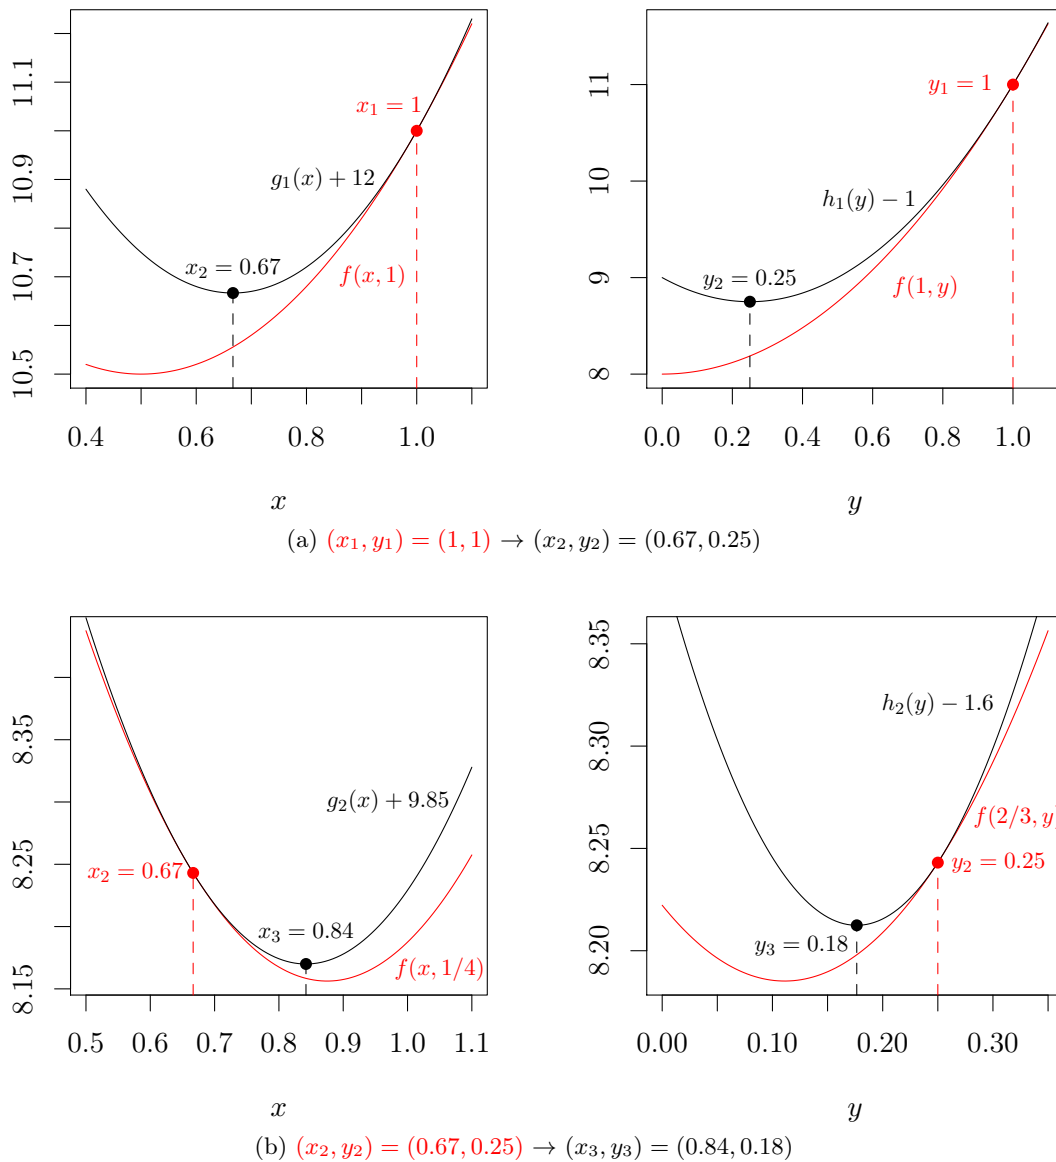 x₁ = 1
g₁(x) + 12
x₂ = 0.67
f(x, 1)
10.5 10.7 10.9 11.1
0.4 0.6 0.8 1.0
x
y₁ = 1
h₁(y) − 1
y₂ = 0.25
f(1, y)
8 9 10 11
0.0 0.2 0.4 0.6 0.8 1.0
y
(a) (x₁, y₁) = (1, 1) → (x₂, y₂) = (0.67, 0.25)
g₂(x) + 9.85
x₂ = 0.67
x₃ = 0.84
f(x, 1/4)
8.15 8.25 8.35
0.5 0.6 0.7 0.8 0.9 1.0 1.1
x
h₂(y) − 1.6
f(2/3, y)
y₂ = 0.25
y₃ = 0.18
8.20 8.25 8.30 8.35
0.00 0.10 0.20 0.30
y
(b) (x₂, y₂) = (0.67, 0.25) → (x₃, y₃) = (0.84, 0.18)